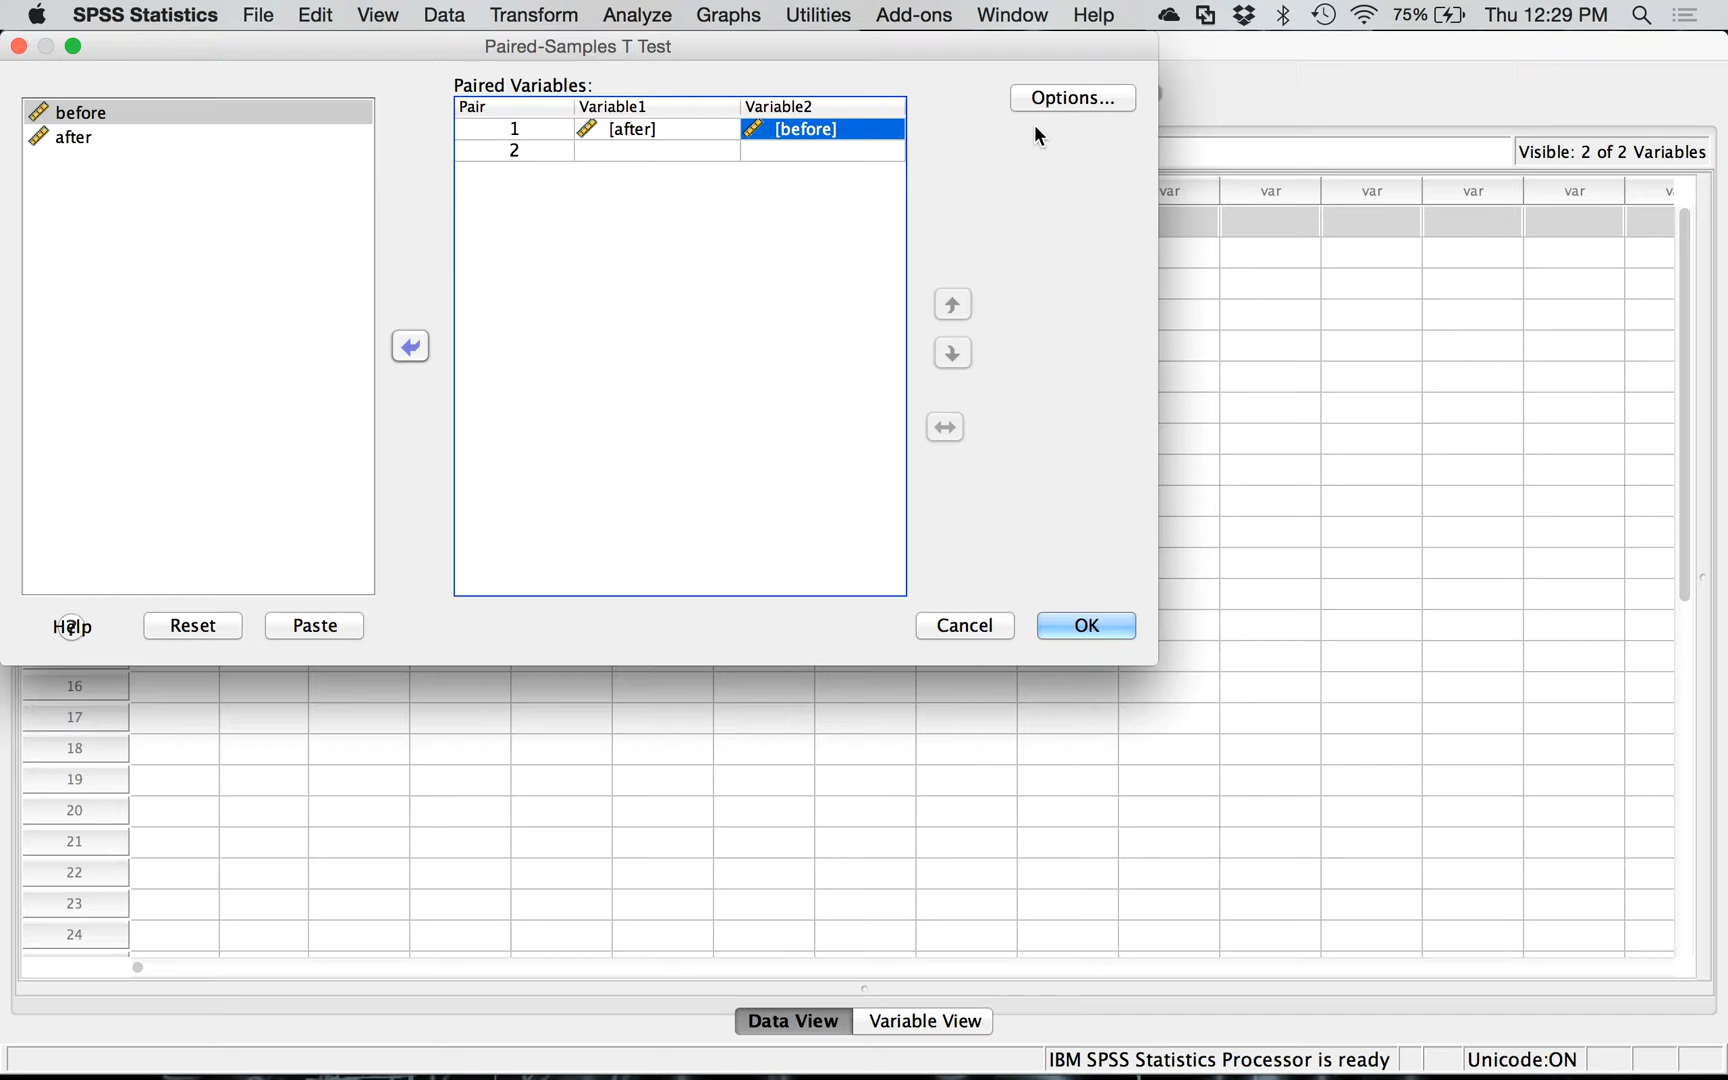 SPSS Statistics File Edit View Data Transform Analyze Graphs Utilities Add-ons Window Help 75% Thu 12:29 PM
Paired-Samples T Test
before
after
Paired Variables:
Pair Variable1 Variable2
1 [after] [before]
2
Options...
Visible: 2 of 2 Variables
var var var var var
Help ? Reset Paste Cancel OK
16
17
18
19
20
21
22
23
24
Data View Variable View
IBM SPSS Statistics Processor is ready Unicode:ON